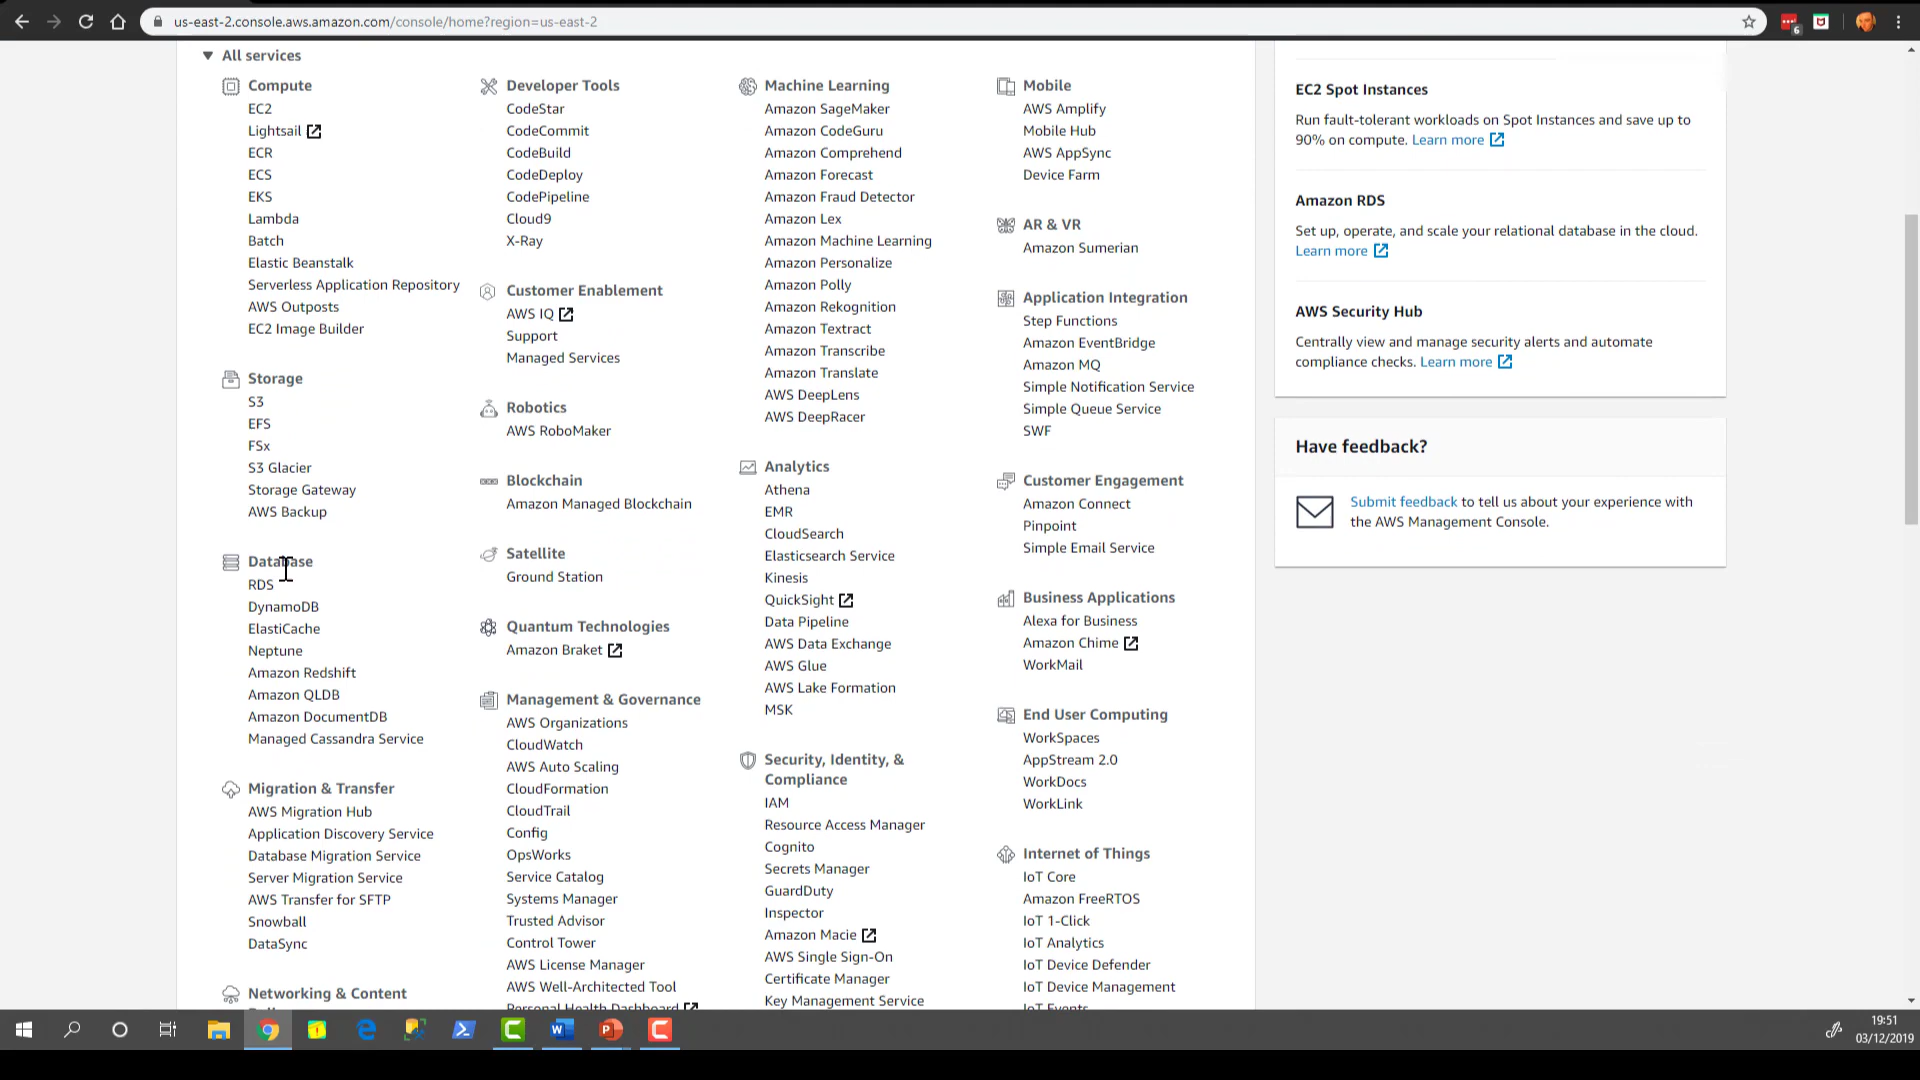 us-east-2.console.aws.amazon.com/console/home?region=us-east-2
6
All services
Compute
EC2
Lightsail
ECR
ECS
EKS
Lambda
Batch
Elastic Beanstalk
Serverless Application Repository
AWS Outposts
EC2 Image Builder
Storage
S3
EFS
FSx
S3 Glacier
Storage Gateway
AWS Backup
Database
RDS
DynamoDB
ElastiCache
Neptune
Amazon Redshift
Amazon QLDB
Amazon DocumentDB
Managed Cassandra Service
Migration & Transfer
AWS Migration Hub
Application Discovery Service
Database Migration Service
Server Migration Service
AWS Transfer for SFTP
Snowball
DataSync
Networking & Content
Developer Tools
CodeStar
CodeCommit
CodeBuild
CodeDeploy
CodePipeline
Cloud9
X-Ray
Customer Enablement
AWS IQ
Support
Managed Services
Robotics
AWS RoboMaker
Blockchain
Amazon Managed Blockchain
Satellite
Ground Station
Quantum Technologies
Amazon Braket
Management & Governance
AWS Organizations
CloudWatch
AWS Auto Scaling
CloudFormation
CloudTrail
Config
OpsWorks
Service Catalog
Systems Manager
Trusted Advisor
Control Tower
AWS License Manager
AWS Well-Architected Tool
Personal Health Dashboard
Machine Learning
Amazon SageMaker
Amazon CodeGuru
Amazon Comprehend
Amazon Forecast
Amazon Fraud Detector
Amazon Lex
Amazon Machine Learning
Amazon Personalize
Amazon Polly
Amazon Rekognition
Amazon Textract
Amazon Transcribe
Amazon Translate
AWS DeepLens
AWS DeepRacer
Analytics
Athena
EMR
CloudSearch
Elasticsearch Service
Kinesis
QuickSight
Data Pipeline
AWS Data Exchange
AWS Glue
AWS Lake Formation
MSK
Security, Identity, &
Compliance
IAM
Resource Access Manager
Cognito
Secrets Manager
GuardDuty
Inspector
Amazon Macie
AWS Single Sign-On
Certificate Manager
Key Management Service
Mobile
AWS Amplify
Mobile Hub
AWS AppSync
Device Farm
AR & VR
Amazon Sumerian
Application Integration
Step Functions
Amazon EventBridge
Amazon MQ
Simple Notification Service
Simple Queue Service
SWF
Customer Engagement
Amazon Connect
Pinpoint
Simple Email Service
Business Applications
Alexa for Business
Amazon Chime
WorkMail
End User Computing
WorkSpaces
AppStream 2.0
WorkDocs
WorkLink
Internet of Things
IoT Core
Amazon FreeRTOS
IoT 1-Click
IoT Analytics
IoT Device Defender
IoT Device Management
IoT Events
EC2 Spot Instances
Run fault-tolerant workloads on Spot Instances and save up to
90% on compute. Learn more
Amazon RDS
Set up, operate, and scale your relational database in the cloud.
Learn more
AWS Security Hub
Centrally view and manage security alerts and automate
compliance checks. Learn more
Have feedback?
Submit feedback to tell us about your experience with
the AWS Management Console.
19:51
03/12/2019